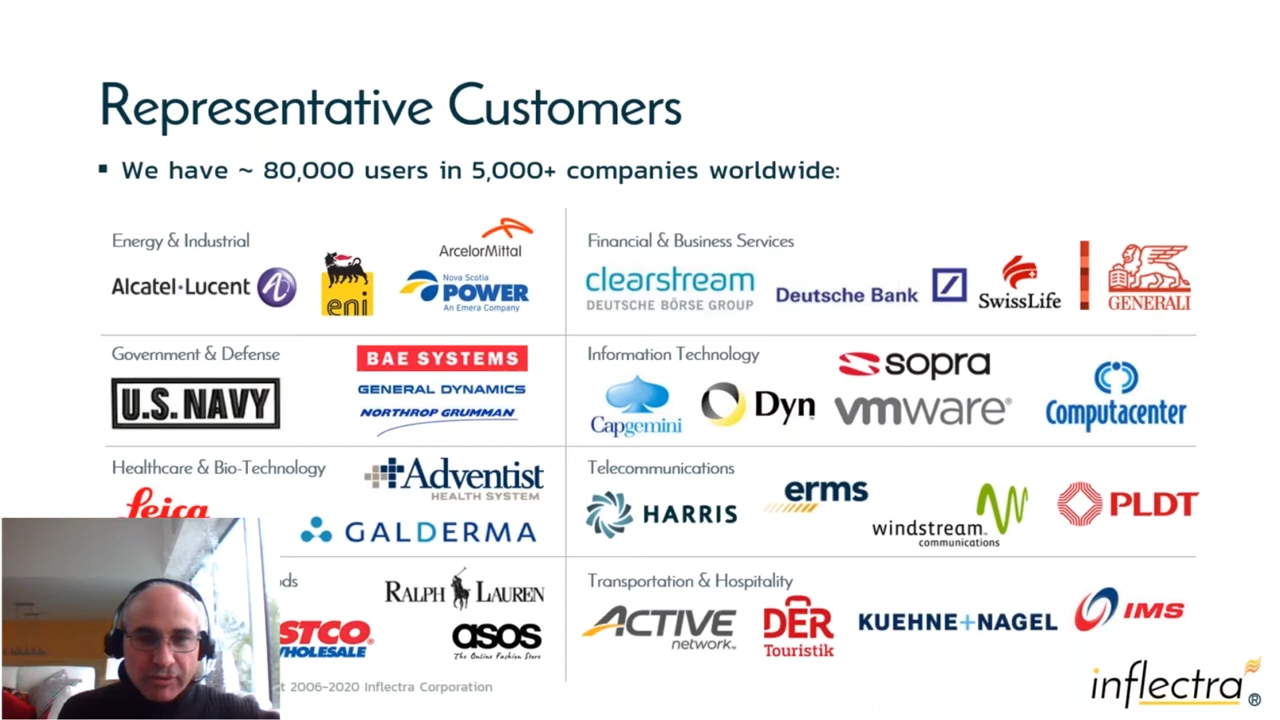 Representative Customers
▪ We have ~ 80,000 users in 5,000+ companies worldwide:
Energy & Industrial
ArcelorMittal
Alcatel·Lucent
eni
Nova Scotia
POWER
An Emera Company
Financial & Business Services
clearstream
DEUTSCHE BÖRSE GROUP
Deutsche Bank
SwissLife
GENERALI
Government & Defense
U.S. NAVY
BAE SYSTEMS
GENERAL DYNAMICS
NORTHROP GRUMMAN
Information Technology
sopra
Capgemini
Dyn
vmware®
Computacenter
Healthcare & Bio-Technology
Adventist
HEALTH SYSTEM
Leica
GALDERMA
Telecommunications
HARRIS
erms
windstream
communications
PLDT
ods
RALPH LAUREN
STCO
WHOLESALE
asos
The Online Fashion Store
Transportation & Hospitality
ACTIVE
network
DER
Touristik
KUEHNE+NAGEL
IMS
t 2006-2020 Inflectra Corporation
inflectra®